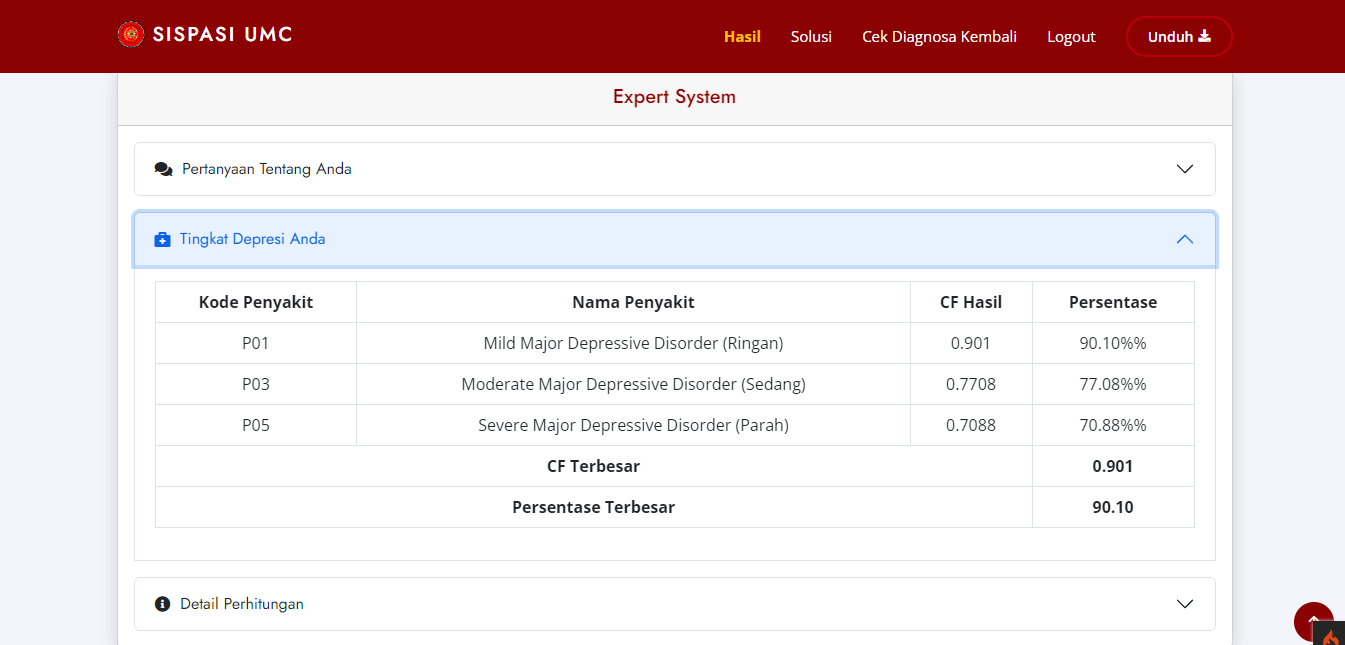 SISPASI UMC
Hasil Solusi Cek Diagnosa Kembali Logout Unduh
Expert System
Pertanyaan Tentang Anda
Tingkat Depresi Anda
Kode Penyakit Nama Penyakit CF Hasil Persentase
P01 Mild Major Depressive Disorder (Ringan) 0.901 90.10%%
P03 Moderate Major Depressive Disorder (Sedang) 0.7708 77.08%%
P05 Severe Major Depressive Disorder (Parah) 0.7088 70.88%%
CF Terbesar 0.901
Persentase Terbesar 90.10
Detail Perhitungan